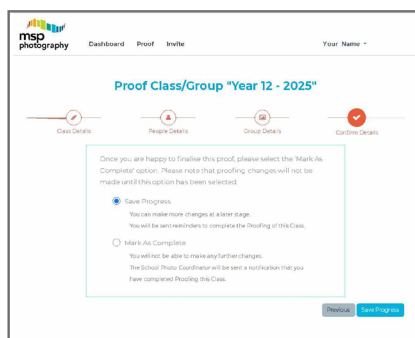 msp
photography
Dashboard Proof Invite Your Name
Proof Class/Group "Year 12 - 2025"
Class Details People Details Group Details Confirm Details
Once you are happy to finalise this proof, please select the 'Mark As
Complete' option. Please note that proofing changes will not be
made until this option has been selected.
Save Progress
You can make more changes at a later stage.
You will be sent reminders to complete the Proofing of this Class.
Mark As Complete
You will not be able to make any further changes.
The School Photo Coordinator will be sent a notification that you
have completed Proofing this Class.
Previous Save Progress